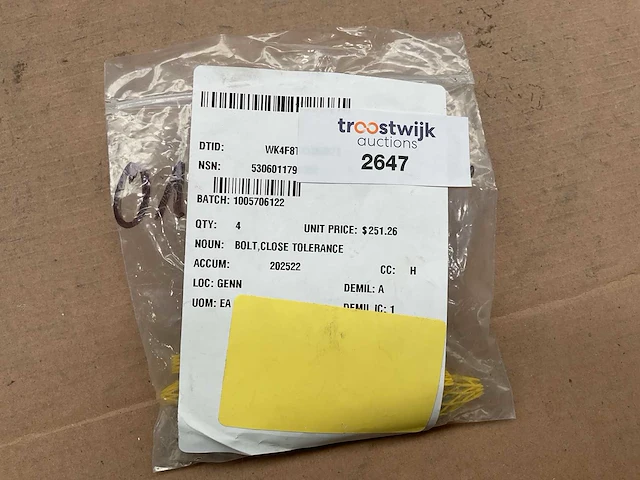 troostwijk
auctions
2647
DTID: WK4F8T
NSN: 530601179
BATCH: 1005706122
QTY: 4 UNIT PRICE: $251.26
NOUN: BOLT,CLOSE TOLERANCE
ACCUM: 202522 CC: H
LOC: GENN DEMIL: A
UOM: EA DEMIL IC: 1